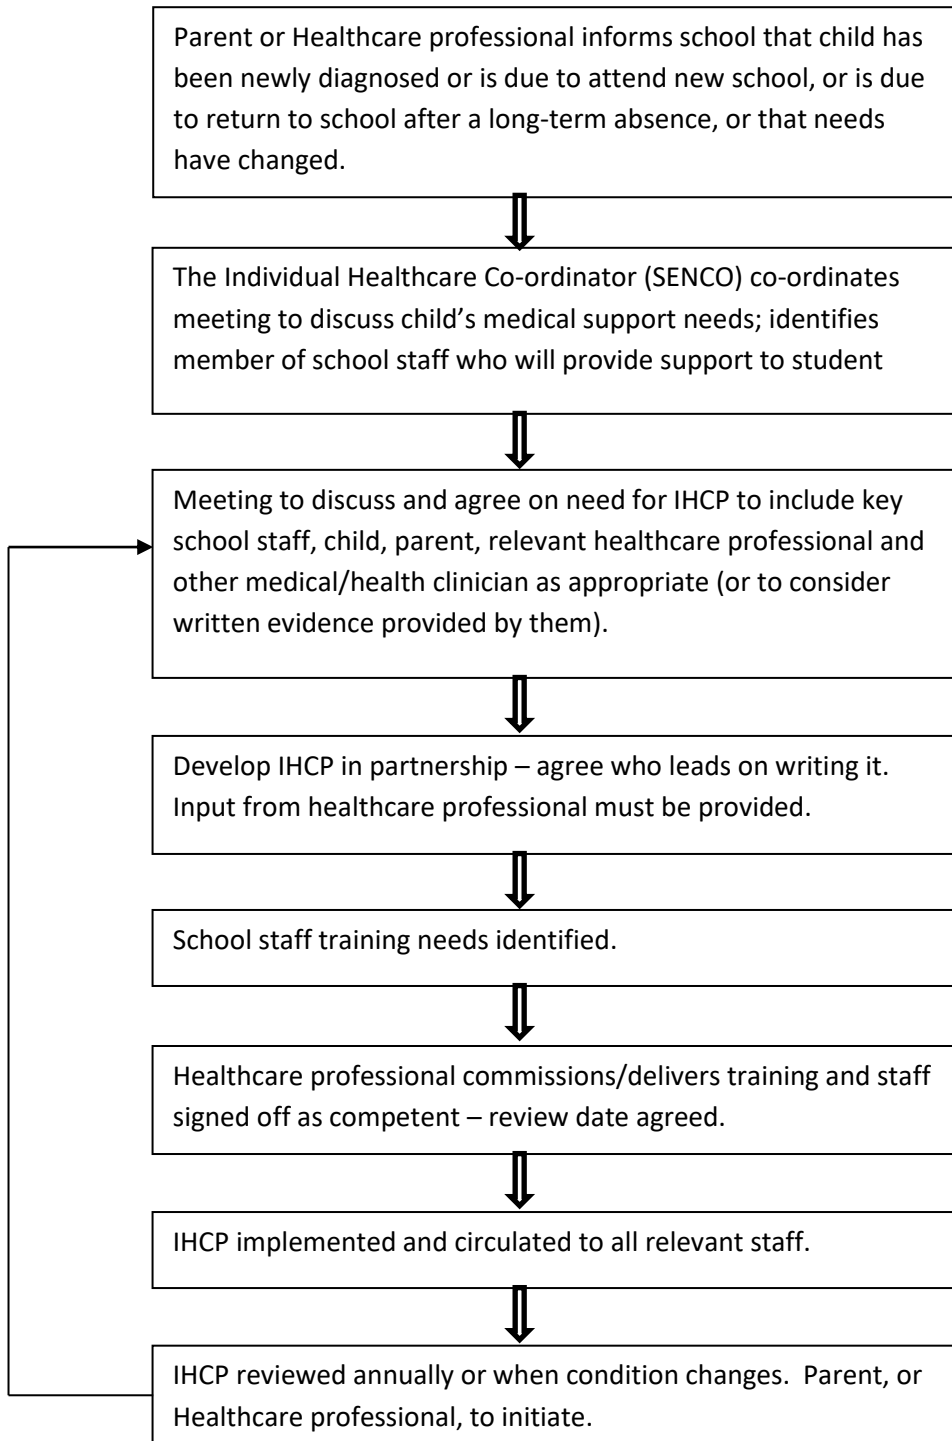 Parent or Healthcare professional informs school that child has
been newly diagnosed or is due to attend new school, or is due
to return to school after a long-term absence, or that needs
have changed.
The Individual Healthcare Co-ordinator (SENCO) co-ordinates
meeting to discuss child’s medical support needs; identifies
member of school staff who will provide support to student
Meeting to discuss and agree on need for IHCP to include key
school staff, child, parent, relevant healthcare professional and
other medical/health clinician as appropriate (or to consider
written evidence provided by them).
Develop IHCP in partnership – agree who leads on writing it.
Input from healthcare professional must be provided.
School staff training needs identified.
Healthcare professional commissions/delivers training and staff
signed off as competent – review date agreed.
IHCP implemented and circulated to all relevant staff.
IHCP reviewed annually or when condition changes.  Parent, or
Healthcare professional, to initiate.